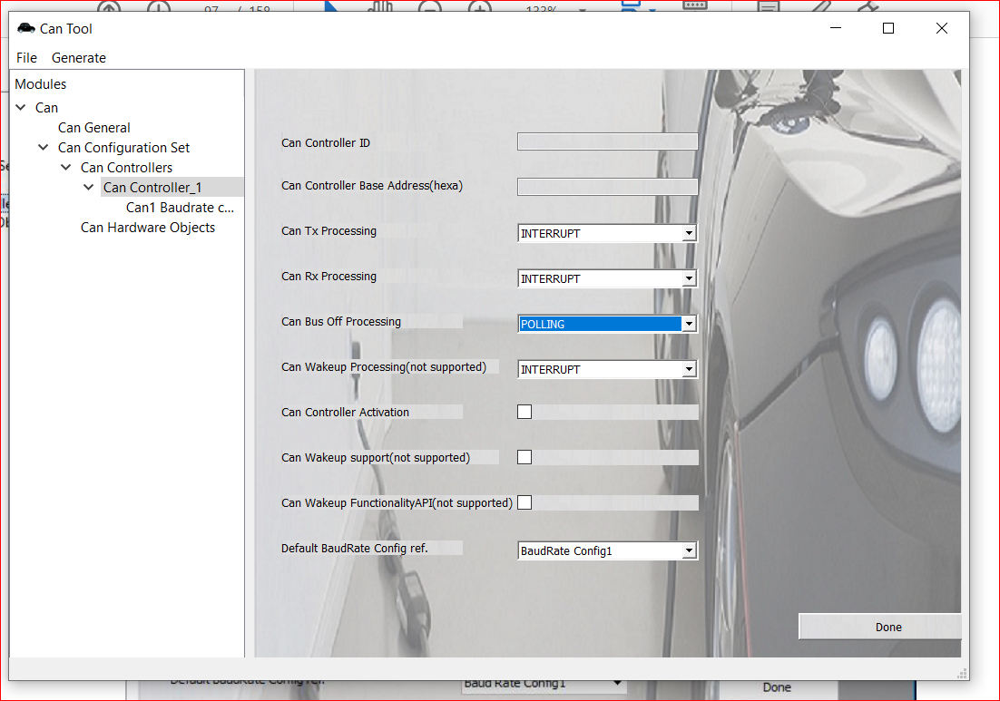 97 / 158
133%
Can Tool
File Generate
Modules
Can
Can General
Can Configuration Set
Can Controllers
Can Controller_1
Can1 Baudrate c...
Can Hardware Objects
Can Controller ID
Can Controller Base Address(hexa)
Can Tx Processing INTERRUPT
Can Rx Processing INTERRUPT
Can Bus Off Processing POLLING
Can Wakeup Processing(not supported) INTERRUPT
Can Controller Activation
Can Wakeup support(not supported)
Can Wakeup FunctionalityAPI(not supported)
Default BaudRate Config ref. BaudRate Config1
Done
Default BaudRate Config ref. Baud Rate Config1 Done